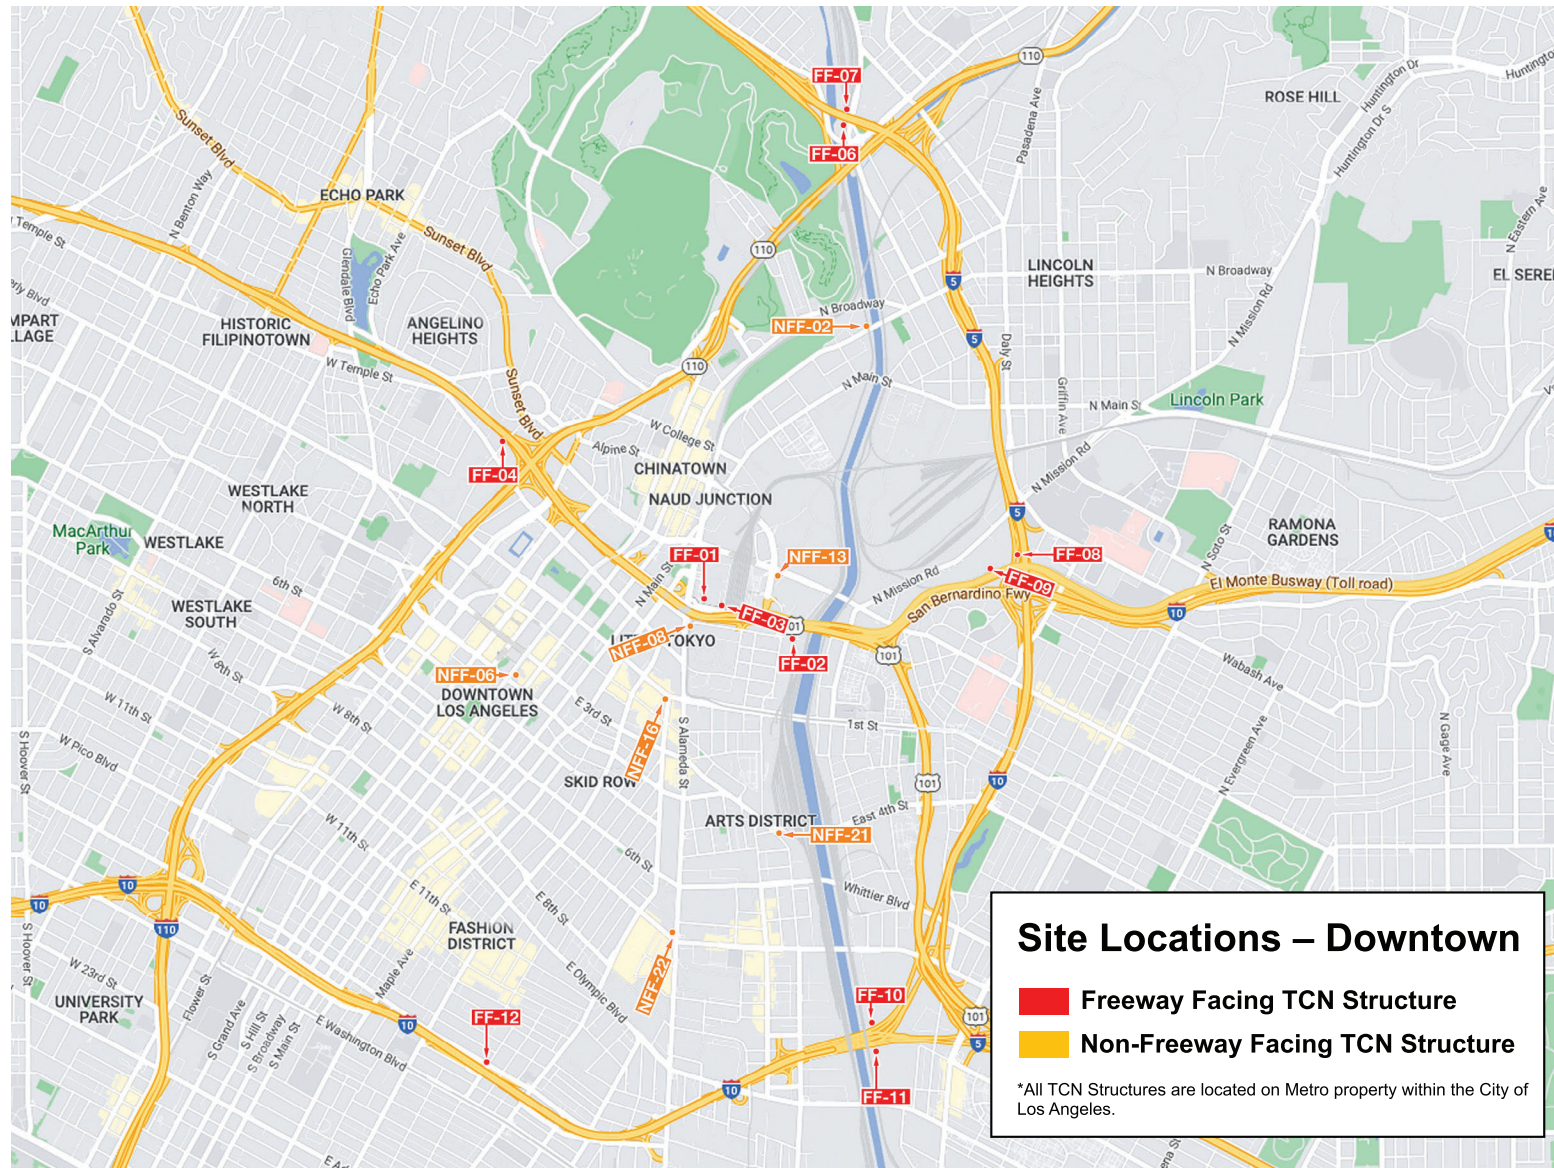 FF-07
110
ROSE HILL
Huntington Dr
Huntington Dr S
Sunset Blvd
Pasadena Ave
FF-06
ECHO PARK
N Benton Way
N Eastern Ave
Temple St
Sunset Blvd
Glendale Blvd
Echo Park Ave
110
LINCOLN
HEIGHTS
N Broadway
5
N Broadway
NFF-02
N Mission Rd
HISTORIC
FILIPINOTOWN
ANGELINO
HEIGHTS
5
Daly St
W Temple St
110
Sunset Blvd
N Main St
Griffin Ave
N Main St
Lincoln Park
W College St
Alpine St
CHINATOWN
FF-04
N Mission Rd
WESTLAKE
NORTH
NAUD JUNCTION
5
MacArthur
Park
WESTLAKE
RAMONA
GARDENS
N Soto St
FF-01
NFF-13
FF-08
6th St
N Main St
N Mission Rd
FF-09
El Monte Busway (Toll road)
San Bernardino Fwy
10
S Alvarado St
WESTLAKE
SOUTH
FF-03
NFF-08
FF-02
101
W 8th St
NFF-06
DOWNTOWN
LOS ANGELES
Wabash Ave
W 11th St
W 8th St
E 3rd St
NFF-16
S Alameda St
1st St
N Evergreen Ave
N Gage Ave
S Hoover St
W Pico Blvd
SKID ROW
101
10
W 11th St
ARTS DISTRICT
East 4th St
NFF-21
6th St
10
10
110
E 11th St
E 8th St
Whittier Blvd
S Hoover St
FASHION
DISTRICT
W 23rd St
Maple Ave
E Olympic Blvd
NFF-22
UNIVERSITY
PARK
Flower St
S Grand Ave
S Hill St
S Broadway
S Main St
FF-10
101
10
E Washington Blvd
FF-12
5
10
FF-11
Site Locations – Downtown
Freeway Facing TCN Structure
Non-Freeway Facing TCN Structure
*All TCN Structures are located on Metro property within the City of
Los Angeles.